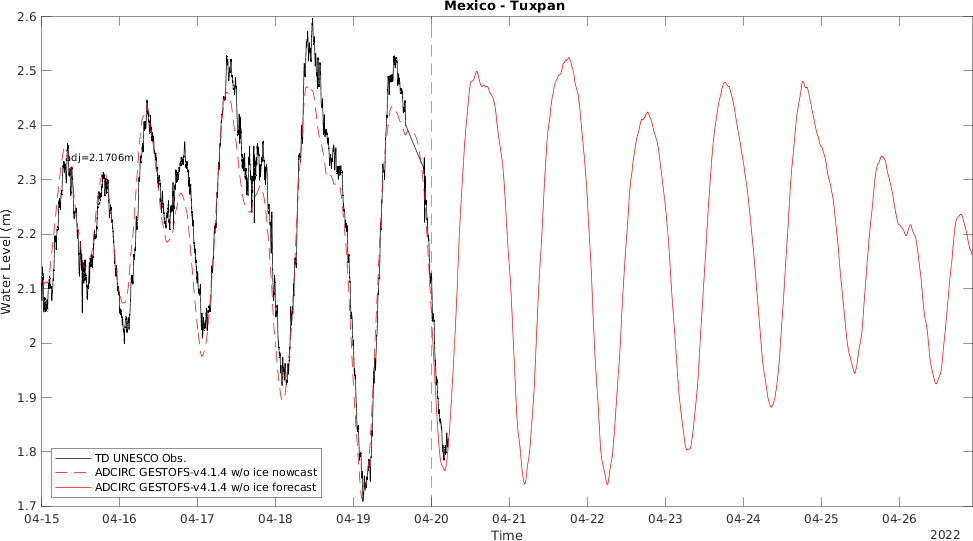 Mexico - Tuxpan
2.6
2.5
2.4
2.3
2.2
2.1
2
1.9
1.8
1.7
Water Level (m)
adj=2.1706m
TD UNESCO Obs.
ADCIRC GESTOFS-v4.1.4 w/o ice nowcast
ADCIRC GESTOFS-v4.1.4 w/o ice forecast
04-15 04-16 04-17 04-18 04-19 04-20 04-21 04-22 04-23 04-24 04-25 04-26
Time
2022